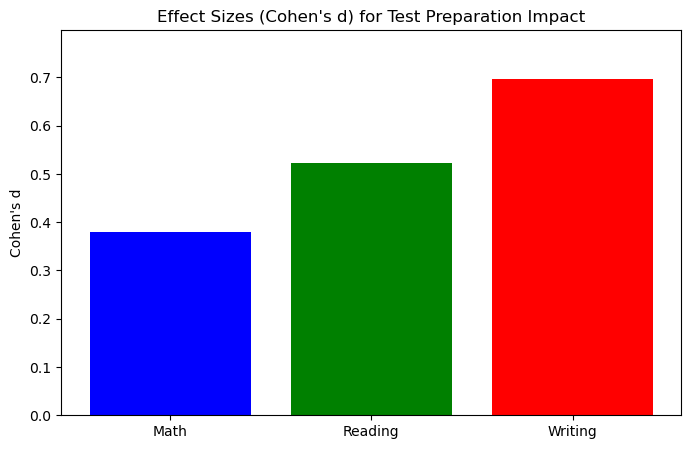 Effect Sizes (Cohen's d) for Test Preparation Impact
Cohen's d
0.7
0.6
0.5
0.4
0.3
0.2
0.1
0.0
Math Reading Writing